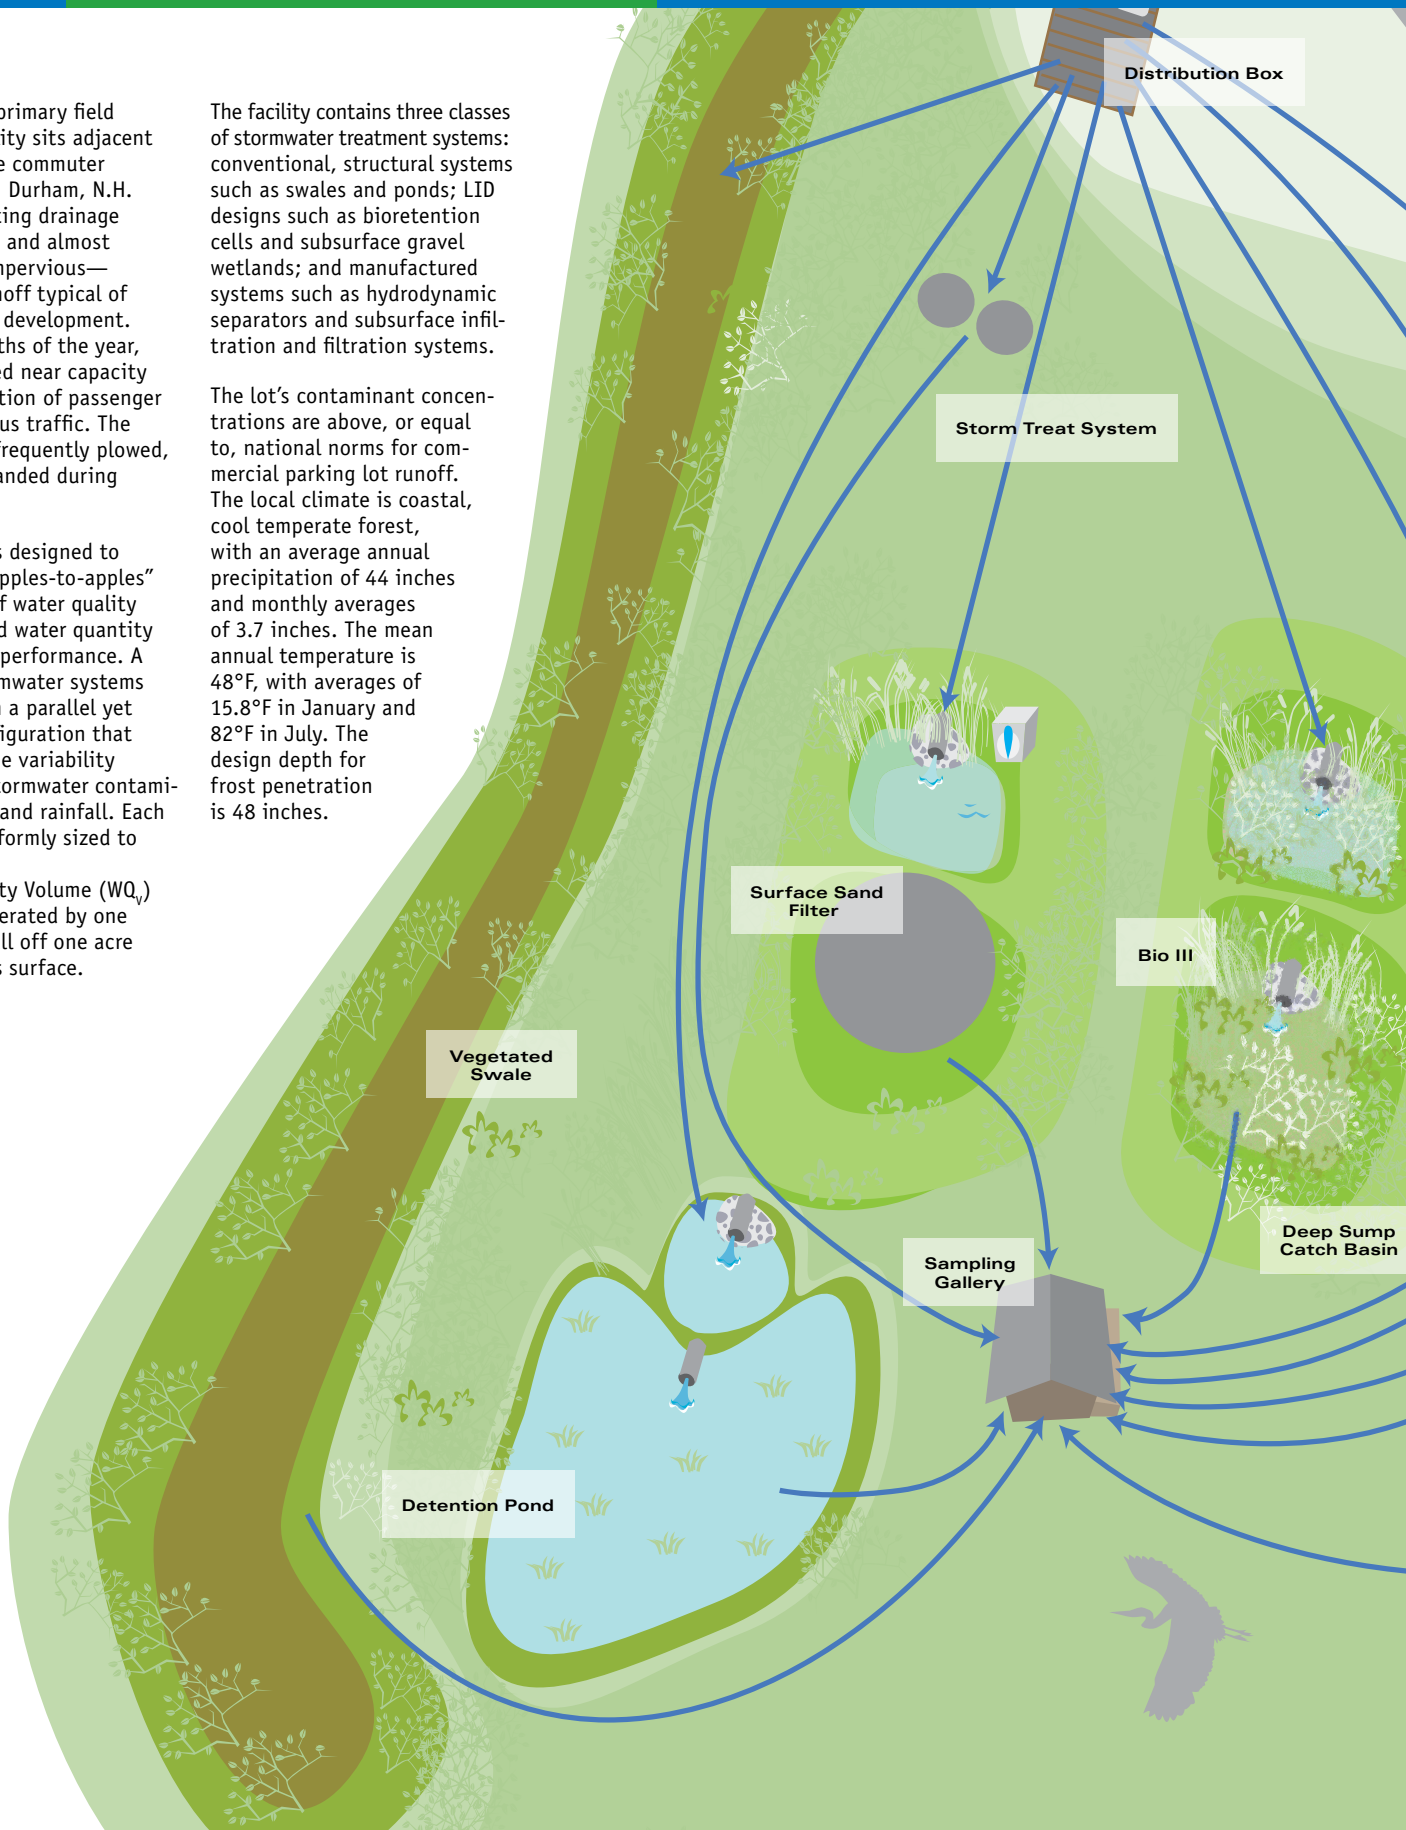 primary field
ity sits adjacent
e commuter
Durham, N.H.
ing drainage
and almost
mpervious—
noff typical of
development.
ths of the year,
ed near capacity
tion of passenger
us traffic. The
frequently plowed,
anded during
s designed to
pples-to-apples”
f water quality
d water quantity
performance. A
mwater systems
n a parallel yet
iguration that
e variability
tormwater contami-
and rainfall. Each
formly sized to
ty Volume (WQv)
erated by one
ll off one acre
s surface.
The facility contains three classes
of stormwater treatment systems:
conventional, structural systems
such as swales and ponds; LID
designs such as bioretention
cells and subsurface gravel
wetlands; and manufactured
systems such as hydrodynamic
separators and subsurface infil-
tration and filtration systems.
The lot’s contaminant concen-
trations are above, or equal
to, national norms for com-
mercial parking lot runoff.
The local climate is coastal,
cool temperate forest,
with an average annual
precipitation of 44 inches
and monthly averages
of 3.7 inches. The mean
annual temperature is
48°F, with averages of
15.8°F in January and
82°F in July. The
design depth for
frost penetration
is 48 inches.
Distribution Box
Storm Treat System
Surface Sand
Filter
Bio III
Vegetated
Swale
Deep Sump
Catch Basin
Sampling
Gallery
Detention Pond